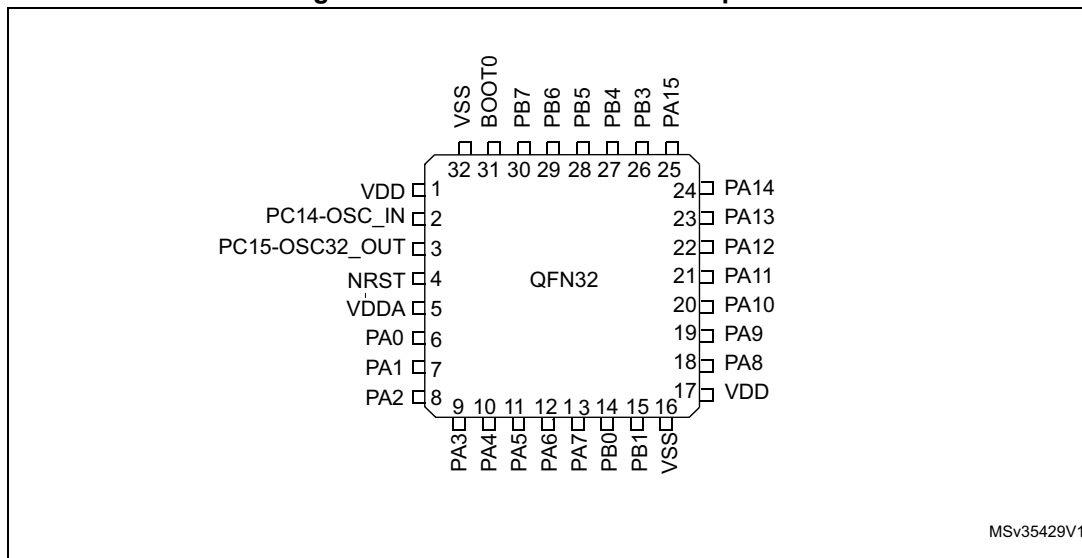 VSS
BOOT0
PB7
PB6
PB5
PB4
PB3
PA15
32 31 30 29 28 27 26 25
VDD 1
PC14-OSC_IN 2
PC15-OSC32_OUT 3
NRST 4
VDDA 5
PA0 6
PA1 7
PA2 8
QFN32
24 PA14
23 PA13
22 PA12
21 PA11
20 PA10
19 PA9
18 PA8
17 VDD
9 10 11 12 13 14 15 16
PA3
PA4
PA5
PA6
PA7
PB0
PB1
VSS
MSv35429V1